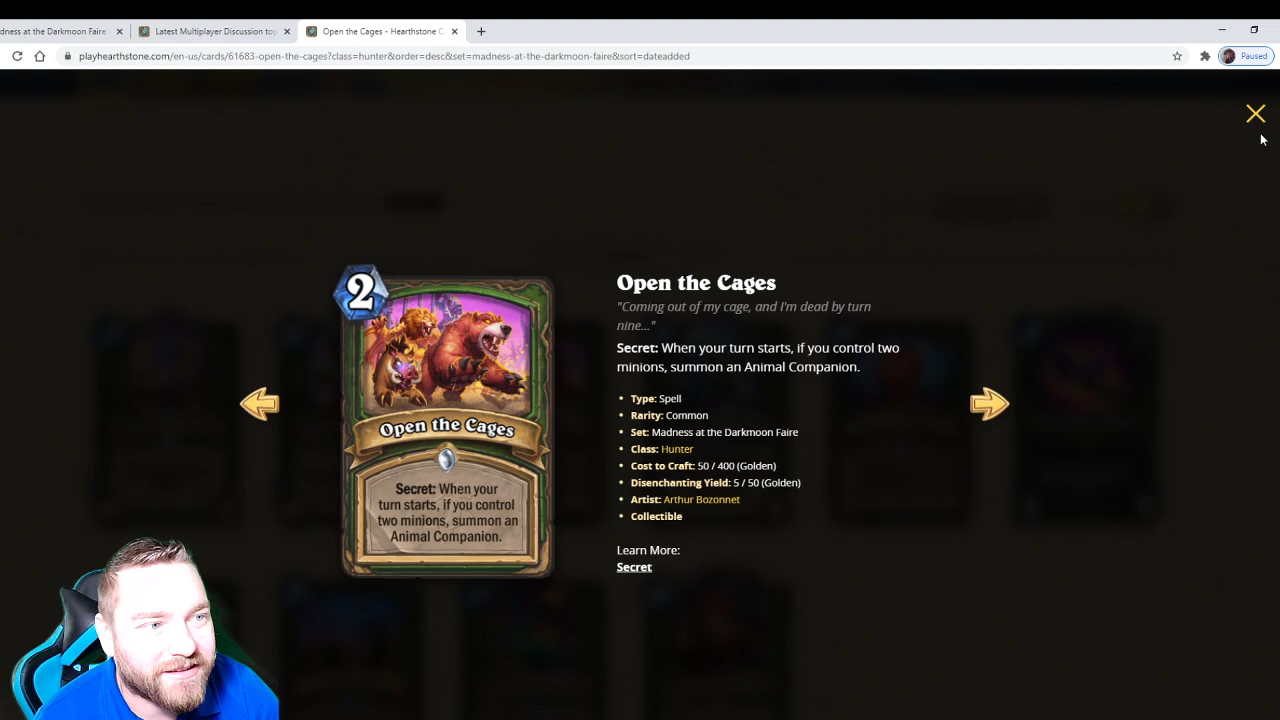 dness at the Darkmoon Faire
Latest Multiplayer Discussion top
Open the Cages - Hearthstone C
playhearthstone.com/en-us/cards/61683-open-the-cages?class=hunter&order=desc&set=madness-at-the-darkmoon-faire&sort=dateadded
Paused
2
Open the Cages
Secret: When your
turn starts, if you control
two minions, summon an
Animal Companion.
Open the Cages
"Coming out of my cage, and I'm dead by turn
nine..."
Secret: When your turn starts, if you control two
minions, summon an Animal Companion.
• Type: Spell
• Rarity: Common
• Set: Madness at the Darkmoon Faire
• Class: Hunter
• Cost to Craft: 50 / 400 (Golden)
• Disenchanting Yield: 5 / 50 (Golden)
• Artist: Arthur Bozonnet
• Collectible
Learn More:
Secret